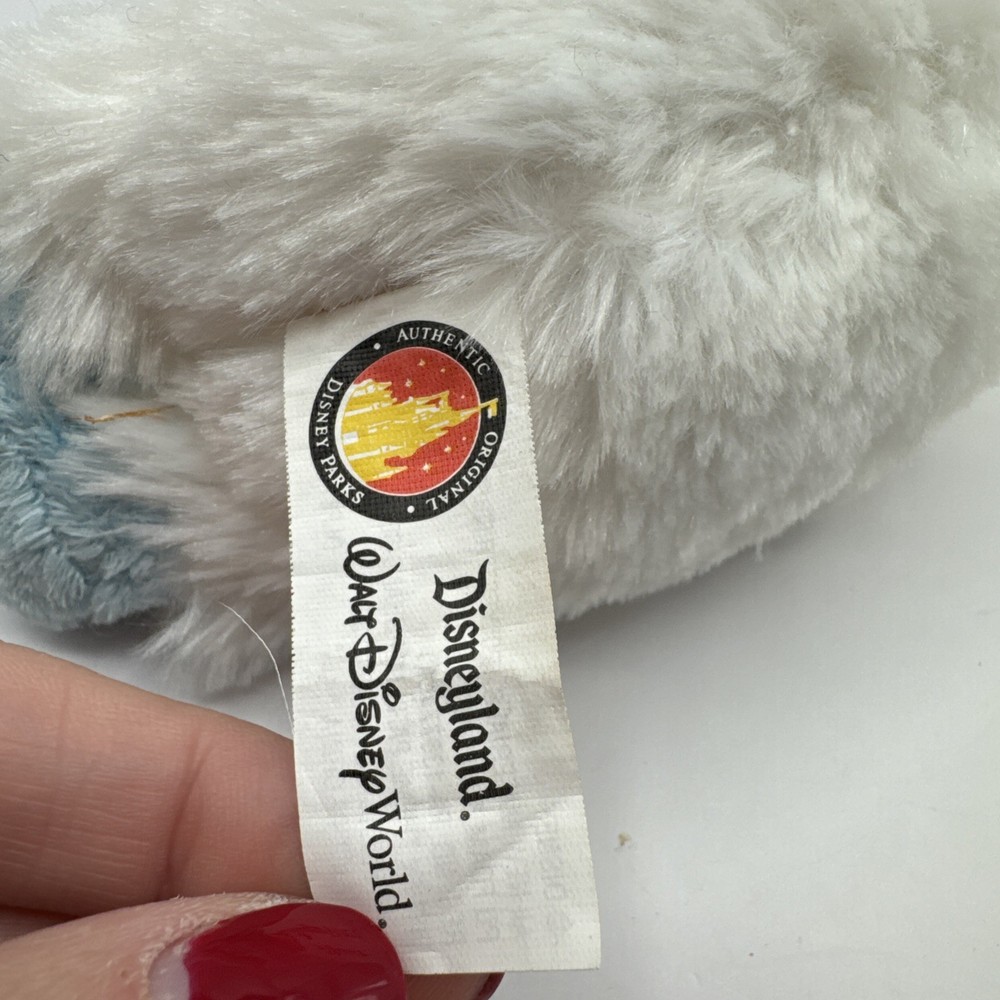 AUTHENTIC
ORIGINAL
DISNEY PARKS
Disneyland.
WALT DISNEY World.